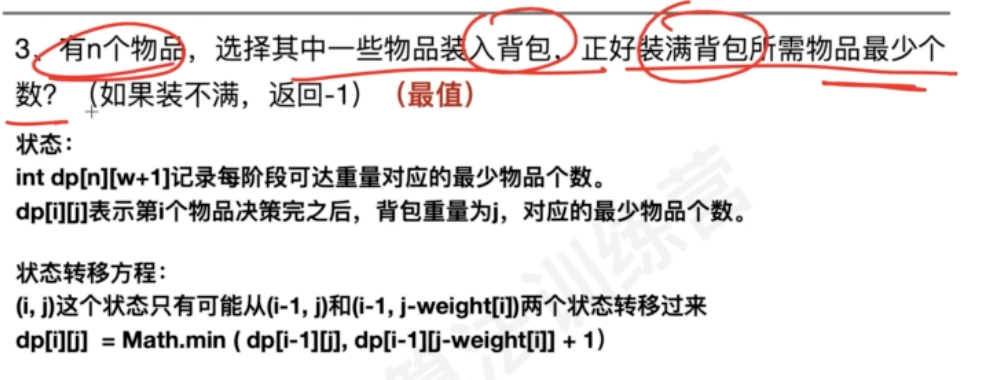 3、有n个物品，选择其中一些物品装入背包，正好装满背包所需物品最少个
数？（如果装不满，返回-1）（最值）
状态：
int dp[n][w+1]记录每阶段可达重量对应的最少物品个数。
dp[i][j]表示第i个物品决策完之后，背包重量为j，对应的最少物品个数。
状态转移方程：
(i, j)这个状态只有可能从(i-1, j)和(i-1, j-weight[i])两个状态转移过来
dp[i][j] = Math.min ( dp[i-1][j], dp[i-1][j-weight[i]] + 1)
算法训练营